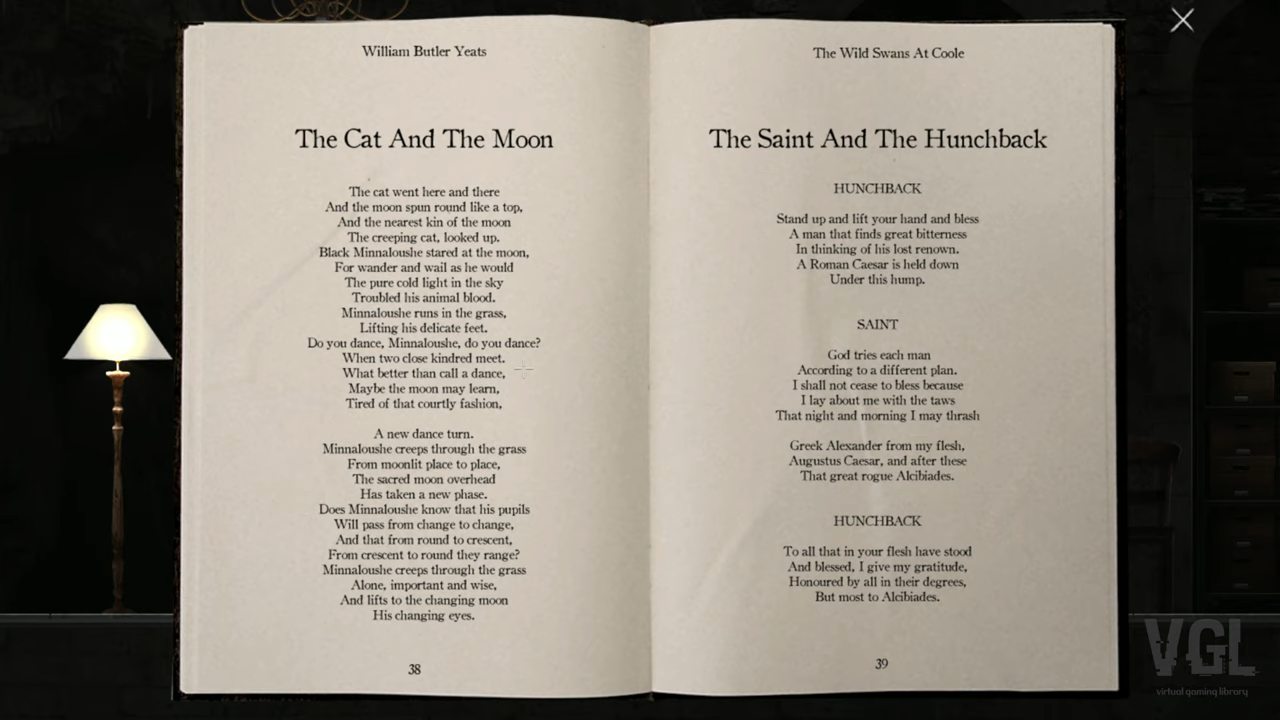 William Butler Yeats
The Cat And The Moon
The cat went here and there
And the moon spun round like a top,
And the nearest kin of the moon
The creeping cat, looked up.
Black Minnaloushe stared at the moon,
For wander and wail as he would
The pure cold light in the sky
Troubled his animal blood.
Minnaloushe runs in the grass,
Lifting his delicate feet.
Do you dance, Minnaloushe, do you dance?
When two close kindred meet.
What better than call a dance,
Maybe the moon may learn,
Tired of that courtly fashion,
A new dance turn.
Minnaloushe creeps through the grass
From moonlit place to place,
The sacred moon overhead
Has taken a new phase.
Does Minnaloushe know that his pupils
Will pass from change to change,
And that from round to crescent,
From crescent to round they range?
Minnaloushe creeps through the grass
Alone, important and wise,
And lifts to the changing moon
His changing eyes.
38
The Wild Swans At Coole
The Saint And The Hunchback
HUNCHBACK
Stand up and lift your hand and bless
A man that finds great bitterness
In thinking of his lost renown.
A Roman Caesar is held down
Under this hump.
SAINT
God tries each man
According to a different plan.
I shall not cease to bless because
I lay about me with the taws
That night and morning I may thrash
Greek Alexander from my flesh,
Augustus Caesar, and after these
That great rogue Alcibiades.
HUNCHBACK
To all that in your flesh have stood
And blessed, I give my gratitude,
Honoured by all in their degrees,
But most to Alcibiades.
39
VGL
virtual gaming library